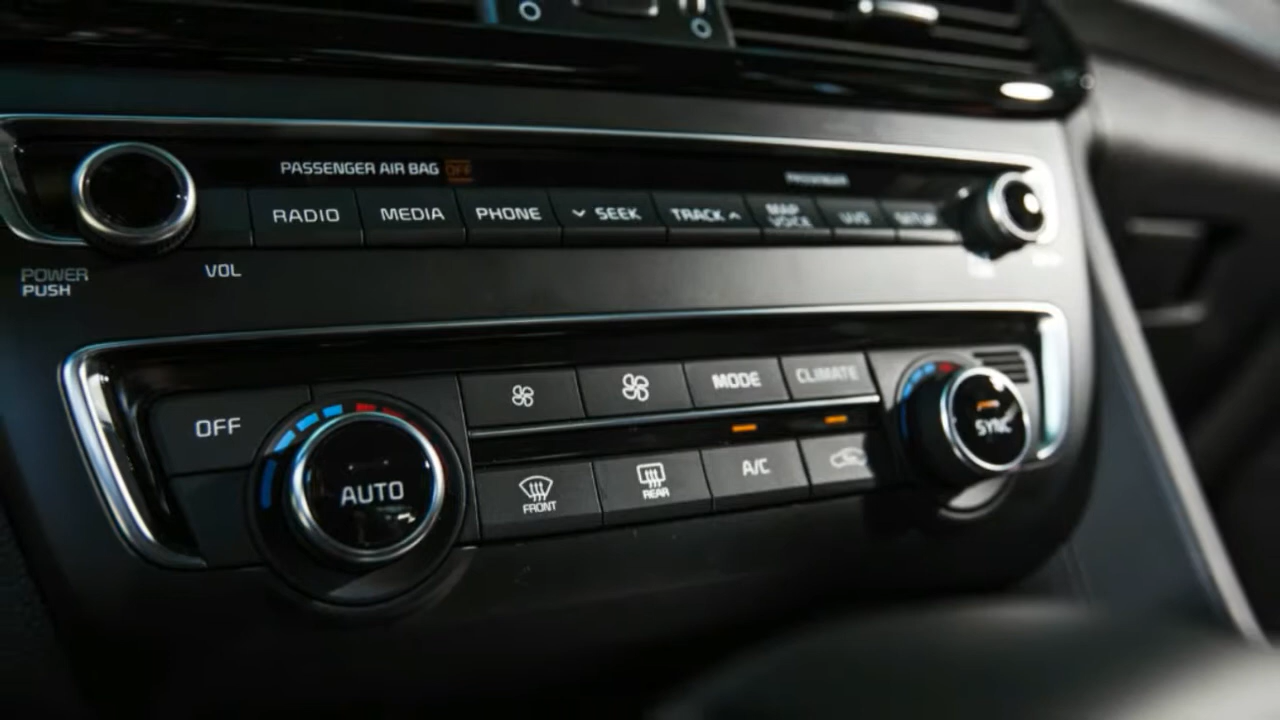 PASSENGER AIR BAG OFF
RADIO
MEDIA
PHONE
SEEK
TRACK
MAP
VOICE
SETUP
POWER
PUSH
VOL
OFF
AUTO
MODE
CLIMATE
FRONT
REAR
A/C
SYNC